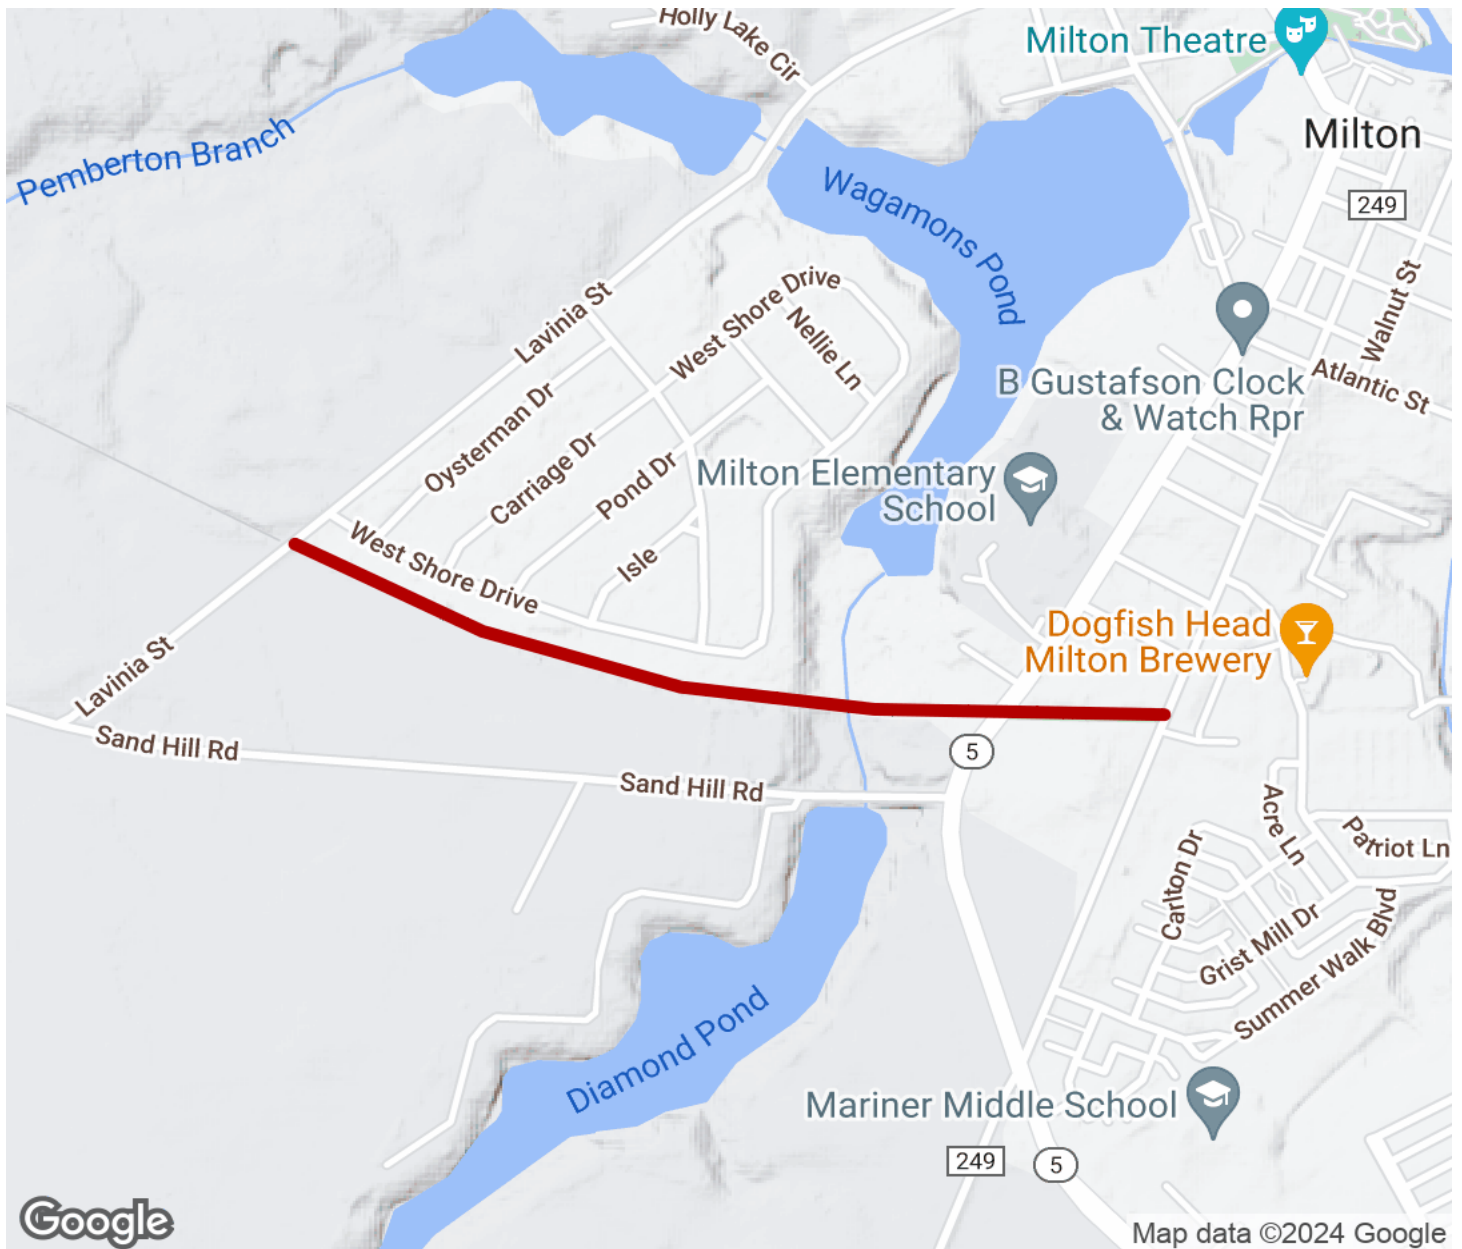 Holly Lake Cir
Milton Theatre
Milton
Pemberton Branch
249
Wagamons Pond
Lavinia St
West Shore Drive
Nellie Ln
Walnut St
B Gustafson Clock
& Watch Rpr
Atlantic St
Oysterman Dr
Carriage Dr
Pond Dr
Milton Elementary
School
West Shore Drive
Isle
Dogfish Head
Milton Brewery
Lavinia St
Sand Hill Rd
Sand Hill Rd
5
Acre Ln
Patriot Ln
Carlton Dr
Grist Mill Dr
Summer Walk Blvd
Diamond Pond
Mariner Middle School
249
5
Google
Map data ©2024 Google